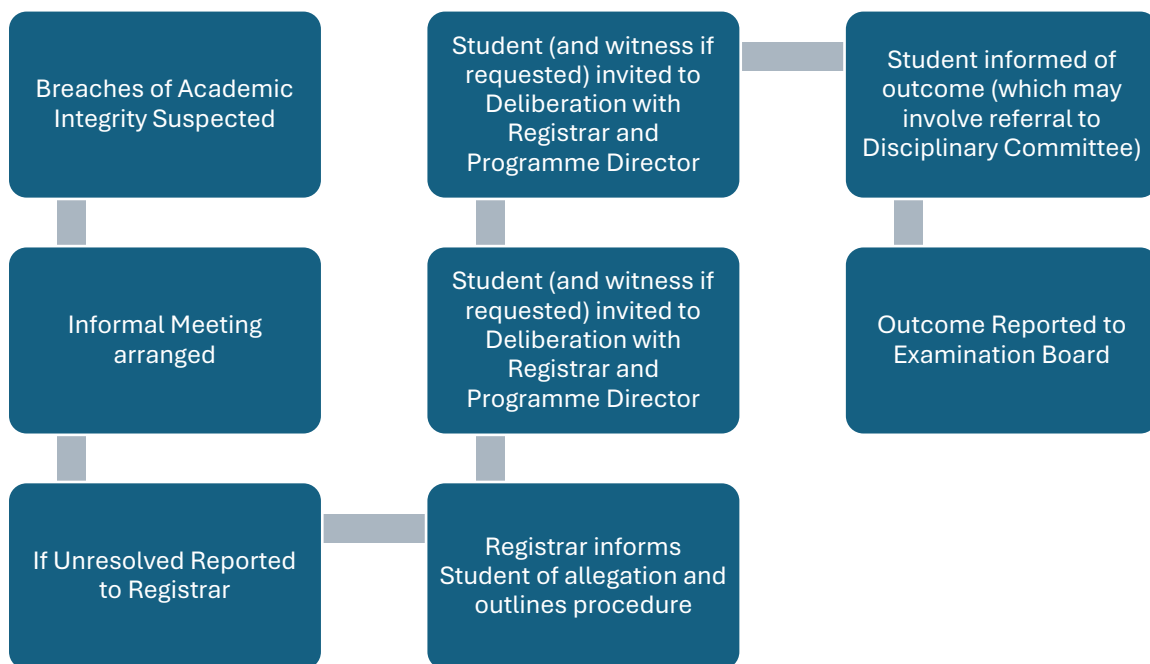 Breaches of Academic
Integrity Suspected
Informal Meeting
arranged
If Unresolved Reported
to Registrar
Registrar informs
Student of allegation and
outlines procedure
Student (and witness if
requested) invited to
Deliberation with
Registrar and
Programme Director
Student (and witness if
requested) invited to
Deliberation with
Registrar and
Programme Director
Student informed of
outcome (which may
involve referral to
Disciplinary Committee)
Outcome Reported to
Examination Board